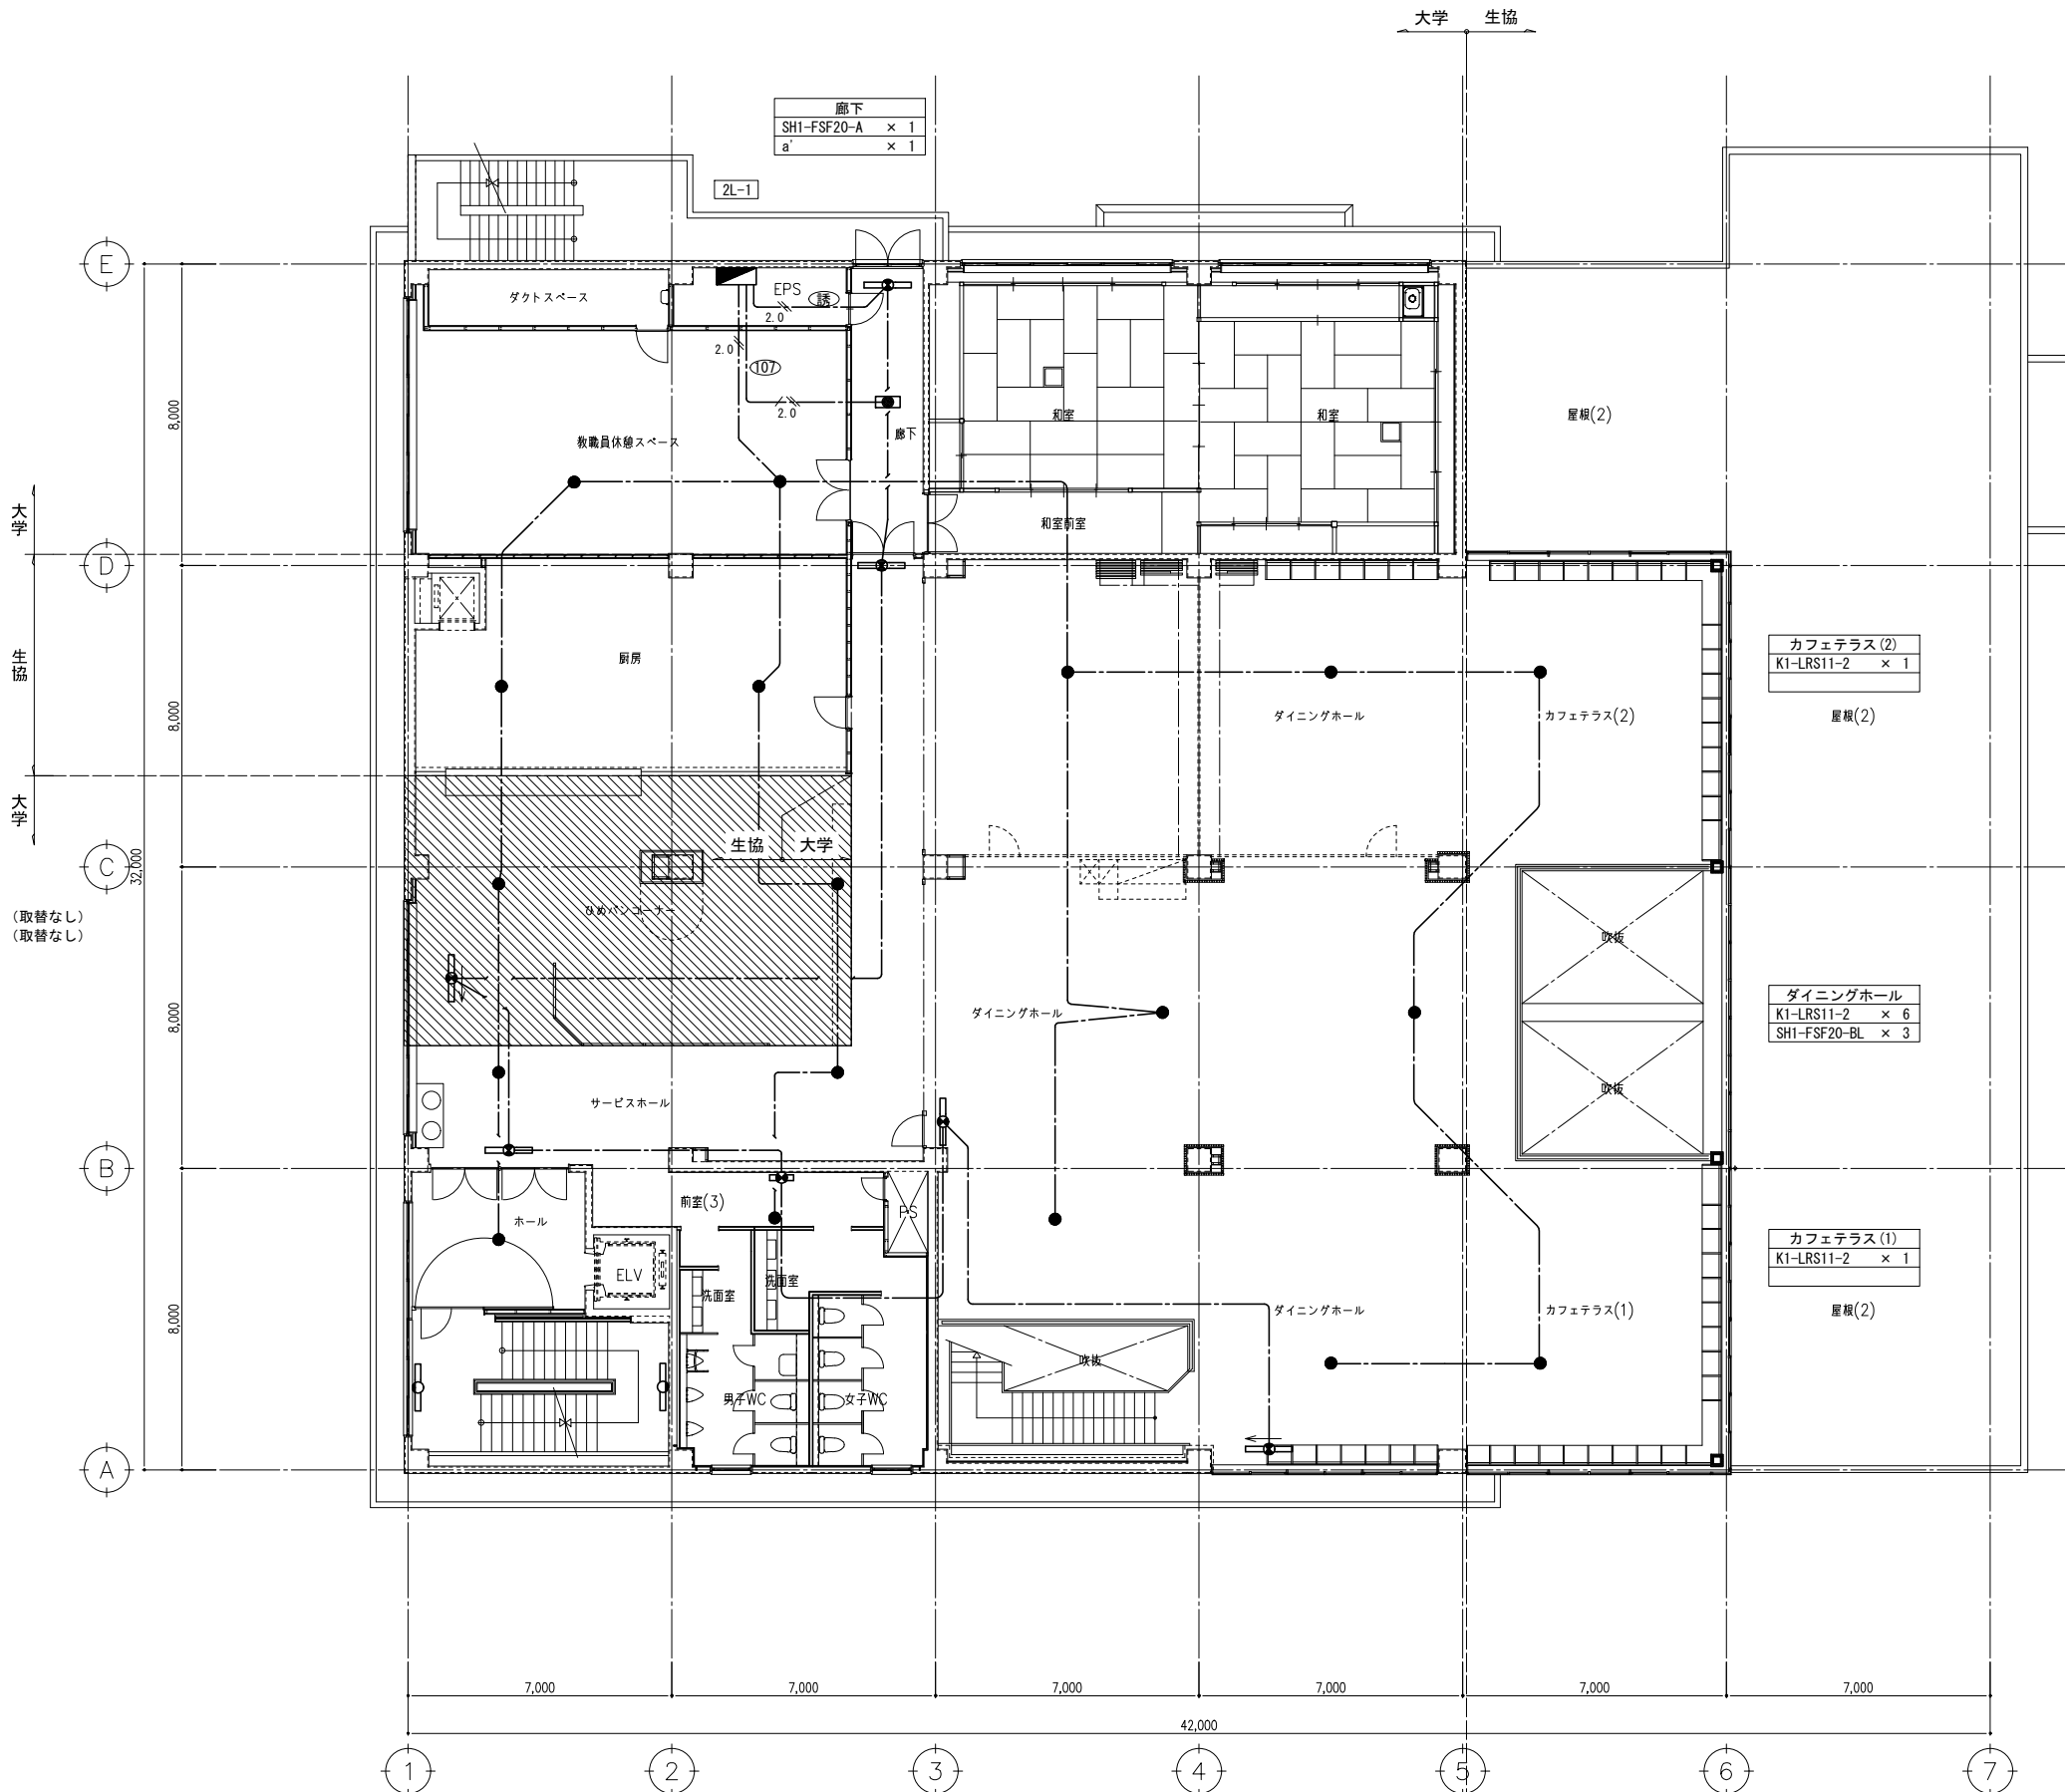 大学 生協
廊下
SH1-FSF20-A × 1
a' × 1
2L-1
E
ダクトスペース
EPS
誘
2.0
2.0
107
2.0
8,000
教職員休憩スペース
廊下
和室
和室
屋根(2)
大学
和室前室
D
生協
厨房
カフェテラス(2)
K1-LRS11-2 × 1
8,000
ダイニングホール
カフェテラス(2)
屋根(2)
大学
生協 大学
C
32,000
(取替なし)
(取替なし)
ひめパンコーナー
吹抜
8,000
ダイニングホール
ダイニングホール
K1-LRS11-2 × 6
SH1-FSF20-BL × 3
吹抜
サービスホール
B
前室(3)
PS
ホール
カフェテラス(1)
K1-LRS11-2 × 1
ELV
洗面室
洗面室
8,000
ダイニングホール
カフェテラス(1)
屋根(2)
吹抜
男子WC
女子WC
A
7,000 7,000 7,000 7,000 7,000 7,000
42,000
1 2 3 4 5 6 7